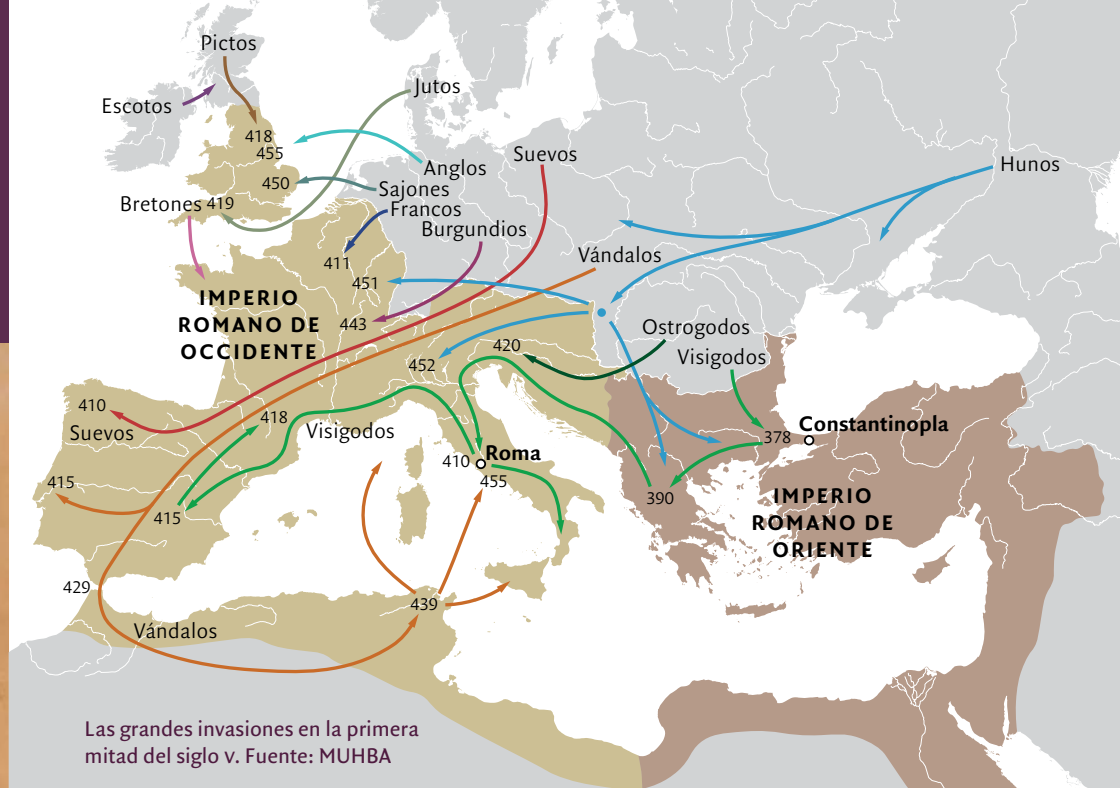 Pictos
Jutos
Escotos
418
455
Anglos
Suevos
Hunos
450
Sajones
Bretones 419
Francos
Burgundios
411
Vándalos
451
IMPERIO
ROMANO DE
OCCIDENTE
443
Ostrogodos
420
Visigodos
452
410
418
Suevos
Visigodos
378
Constantinopla
410
Roma
455
415
390
IMPERIO
ROMANO DE
ORIENTE
415
429
439
Vándalos
Las grandes invasiones en la primera
mitad del siglo V. Fuente: MUHBA